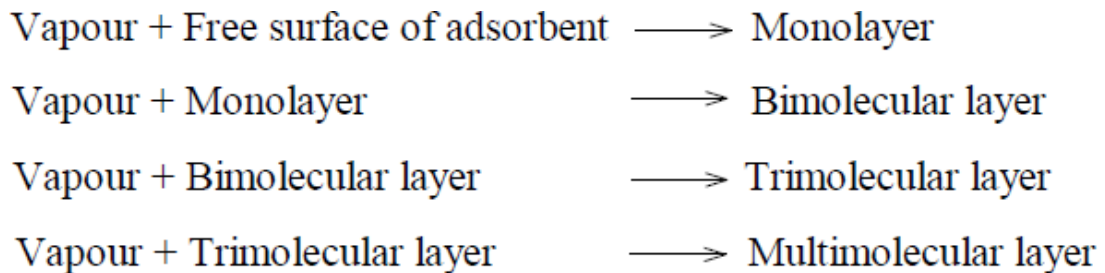 Vapour + Free surface of adsorbent ⟶ Monolayer
Vapour + Monolayer ⟶ Bimolecular layer
Vapour + Bimolecular layer ⟶ Trimolecular layer
Vapour + Trimolecular layer ⟶ Multimolecular layer